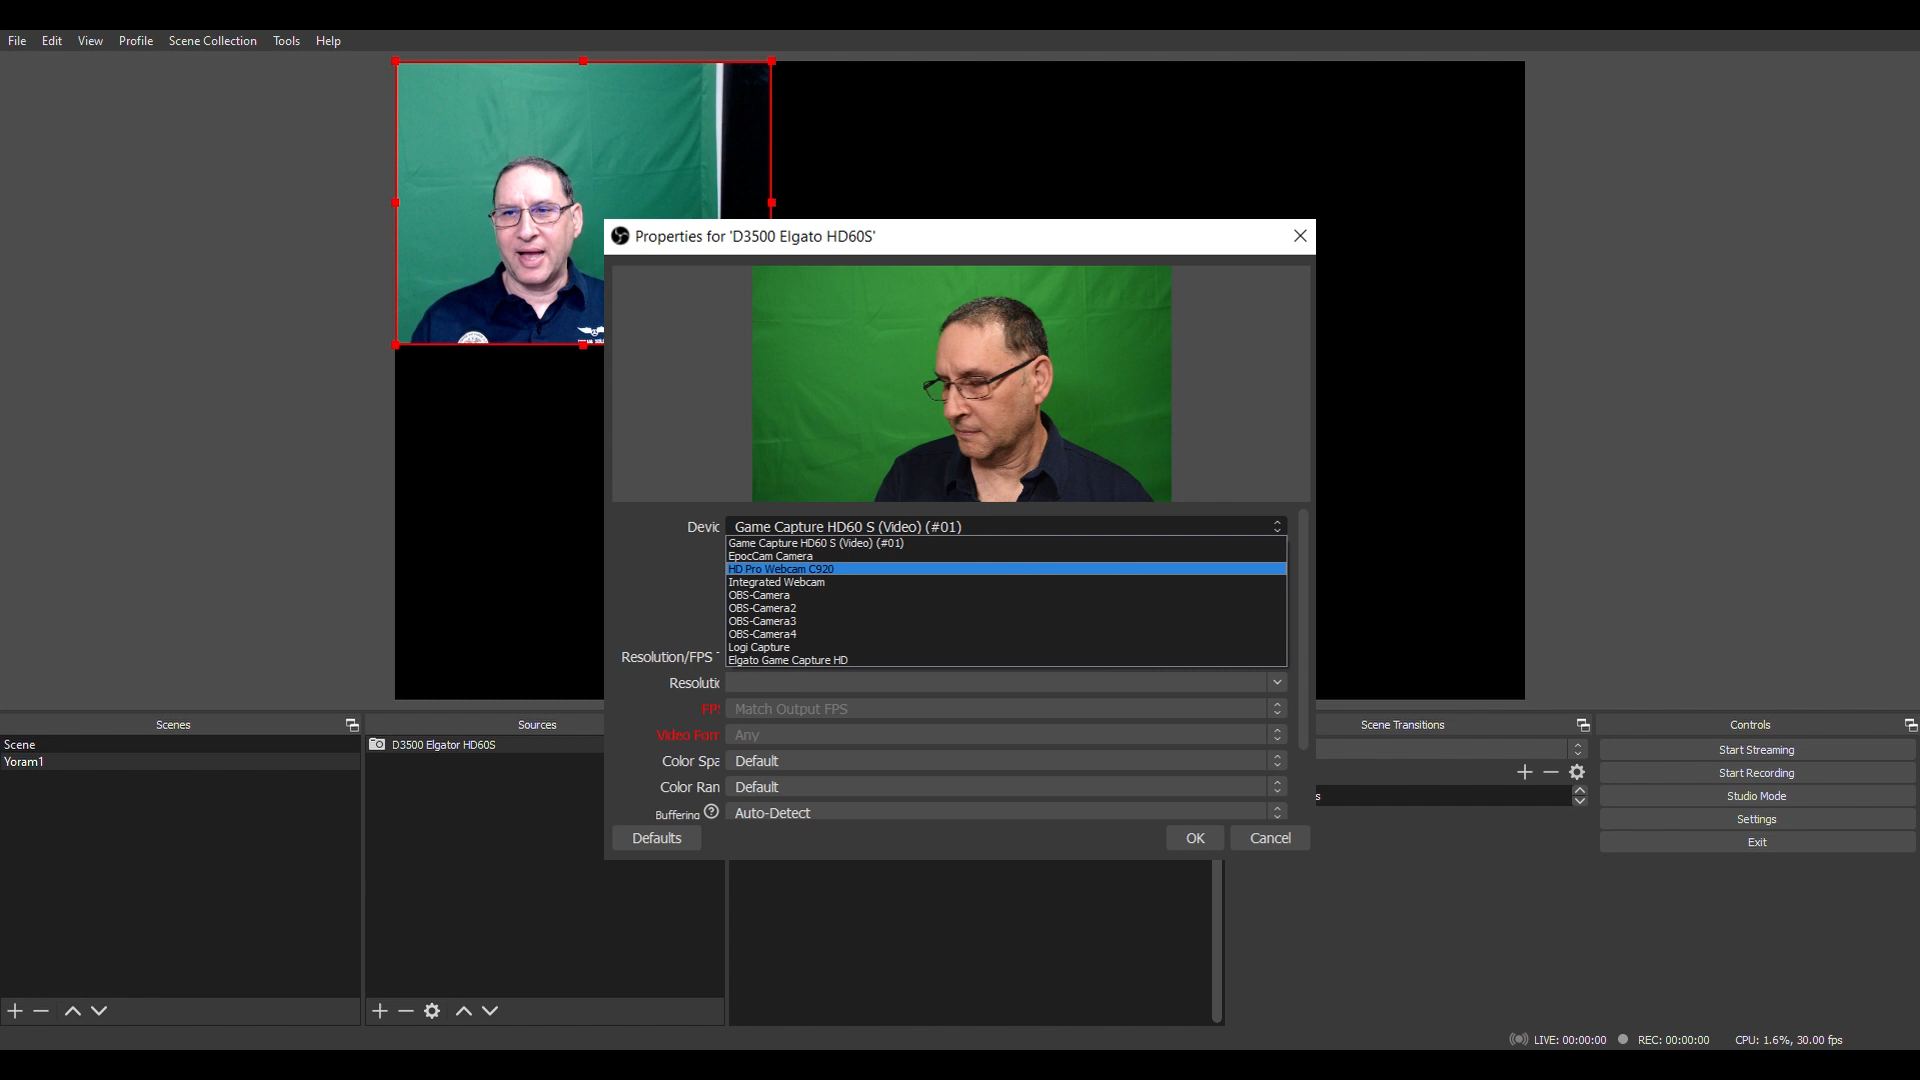 File Edit View Profile Scene Collection Tools Help
Properties for 'D3500 Elgato HD60S'
Devic Game Capture HD60 S (Video) (#01)
Game Capture HD60 S (Video) (#01)
EpocCam Camera
HD Pro Webcam C920
Integrated Webcam
OBS-Camera
OBS-Camera2
OBS-Camera3
OBS-Camera4
Logi Capture
Elgato Game Capture HD
Resolution/FPS
Resolutio
FPS Match Output FPS
Video Forr Any
Color Spa Default
Color Ran Default
Buffering Auto-Detect
Defaults OK Cancel
Scenes
Scene
Yoram1
Sources
D3500 Elgator HD60S
Scene Transitions
s
Controls
Start Streaming
Start Recording
Studio Mode
Settings
Exit
LIVE: 00:00:00 REC: 00:00:00 CPU: 1.6%, 30.00 fps